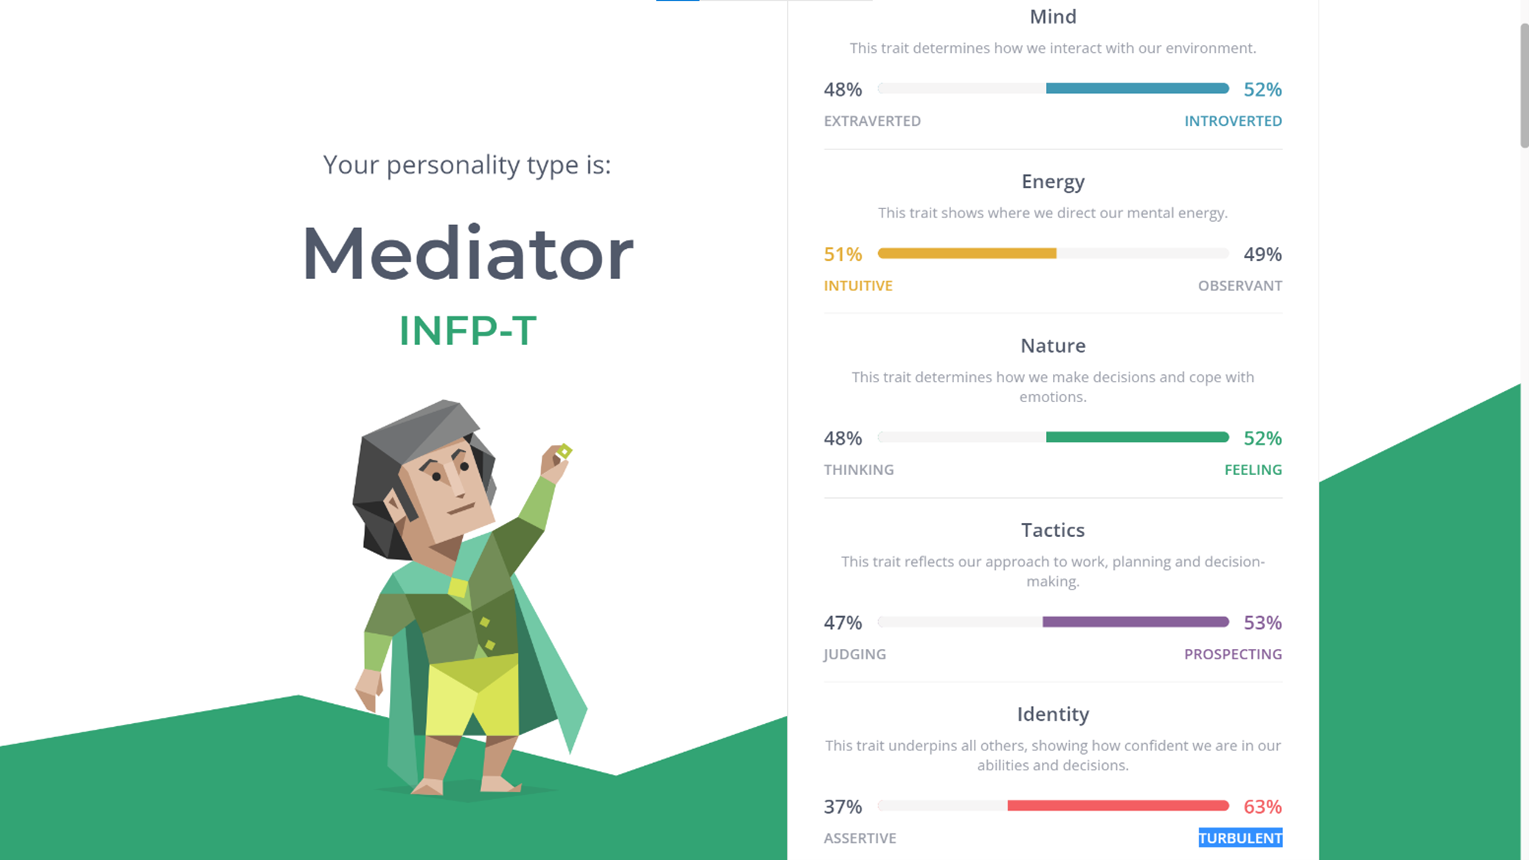 Your personality type is:
Mediator
INFP-T
Mind
This trait determines how we interact with our environment.
48% 52%
EXTRAVERTED INTROVERTED
Energy
This trait shows where we direct our mental energy.
51% 49%
INTUITIVE OBSERVANT
Nature
This trait determines how we make decisions and cope with
emotions.
48% 52%
THINKING FEELING
Tactics
This trait reflects our approach to work, planning and decision-
making.
47% 53%
JUDGING PROSPECTING
Identity
This trait underpins all others, showing how confident we are in our
abilities and decisions.
37% 63%
ASSERTIVE TURBULENT